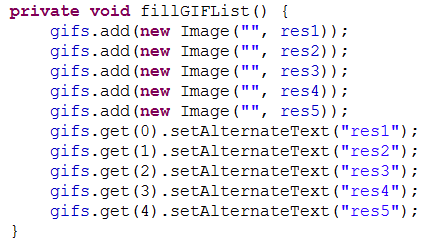 private void fillGIFList() {
    gifs.add(new Image("", res1));
    gifs.add(new Image("", res2));
    gifs.add(new Image("", res3));
    gifs.add(new Image("", res4));
    gifs.add(new Image("", res5));
    gifs.get(0).setAlternateText("res1");
    gifs.get(1).setAlternateText("res2");
    gifs.get(2).setAlternateText("res3");
    gifs.get(3).setAlternateText("res4");
    gifs.get(4).setAlternateText("res5");
}